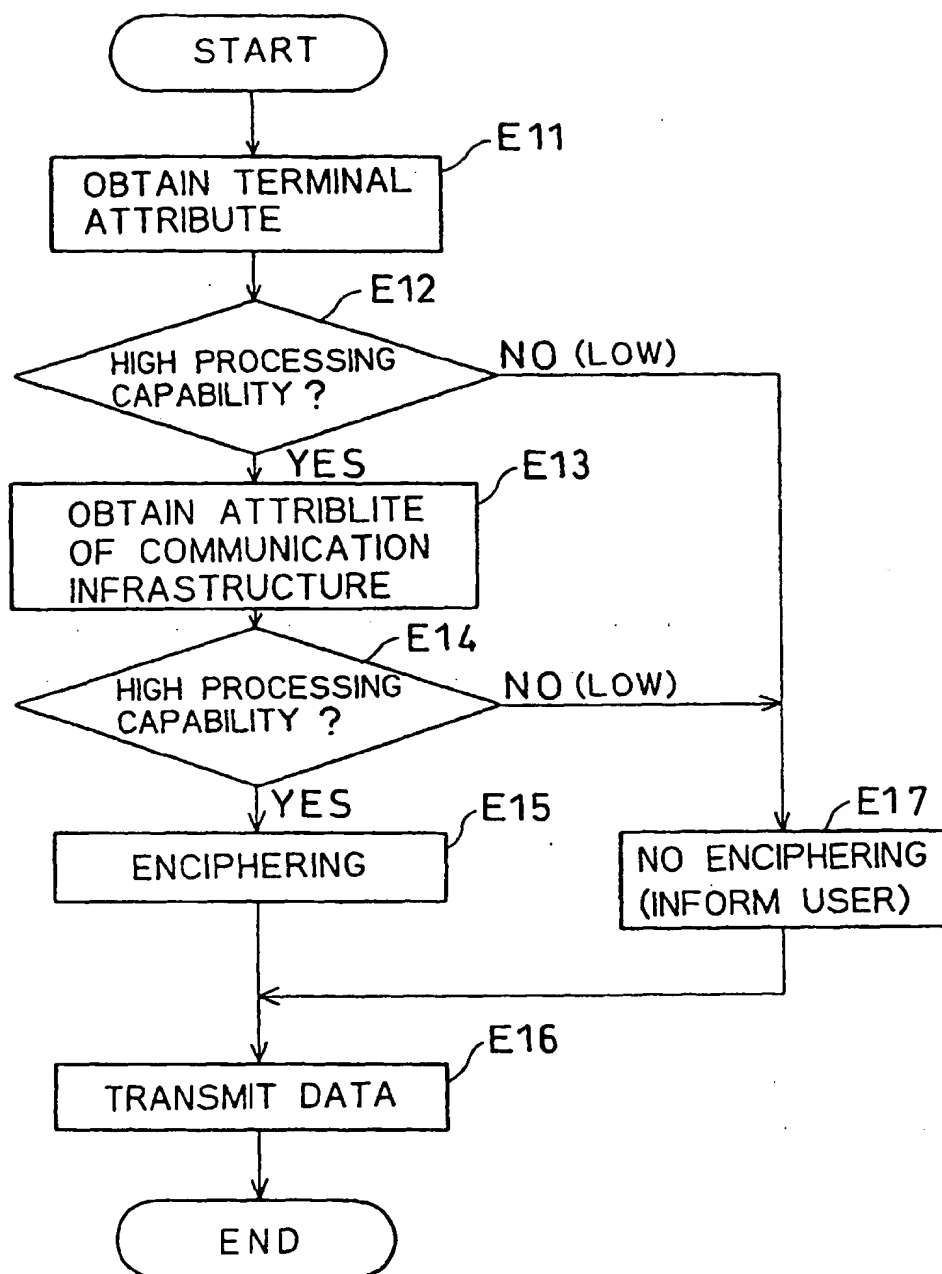 START
E11
OBTAIN TERMINAL
ATTRIBUTE
E12
HIGH PROCESSING
CAPABILITY ?
NO (LOW)
YES
E13
OBTAIN ATTRIBLITE
OF COMMUNICATION
INFRASTRUCTURE
E14
HIGH PROCESSING
CAPABILITY ?
NO (LOW)
YES
E15
ENCIPHERING
E17
NO ENCIPHERING
(INFORM USER)
E16
TRANSMIT DATA
END